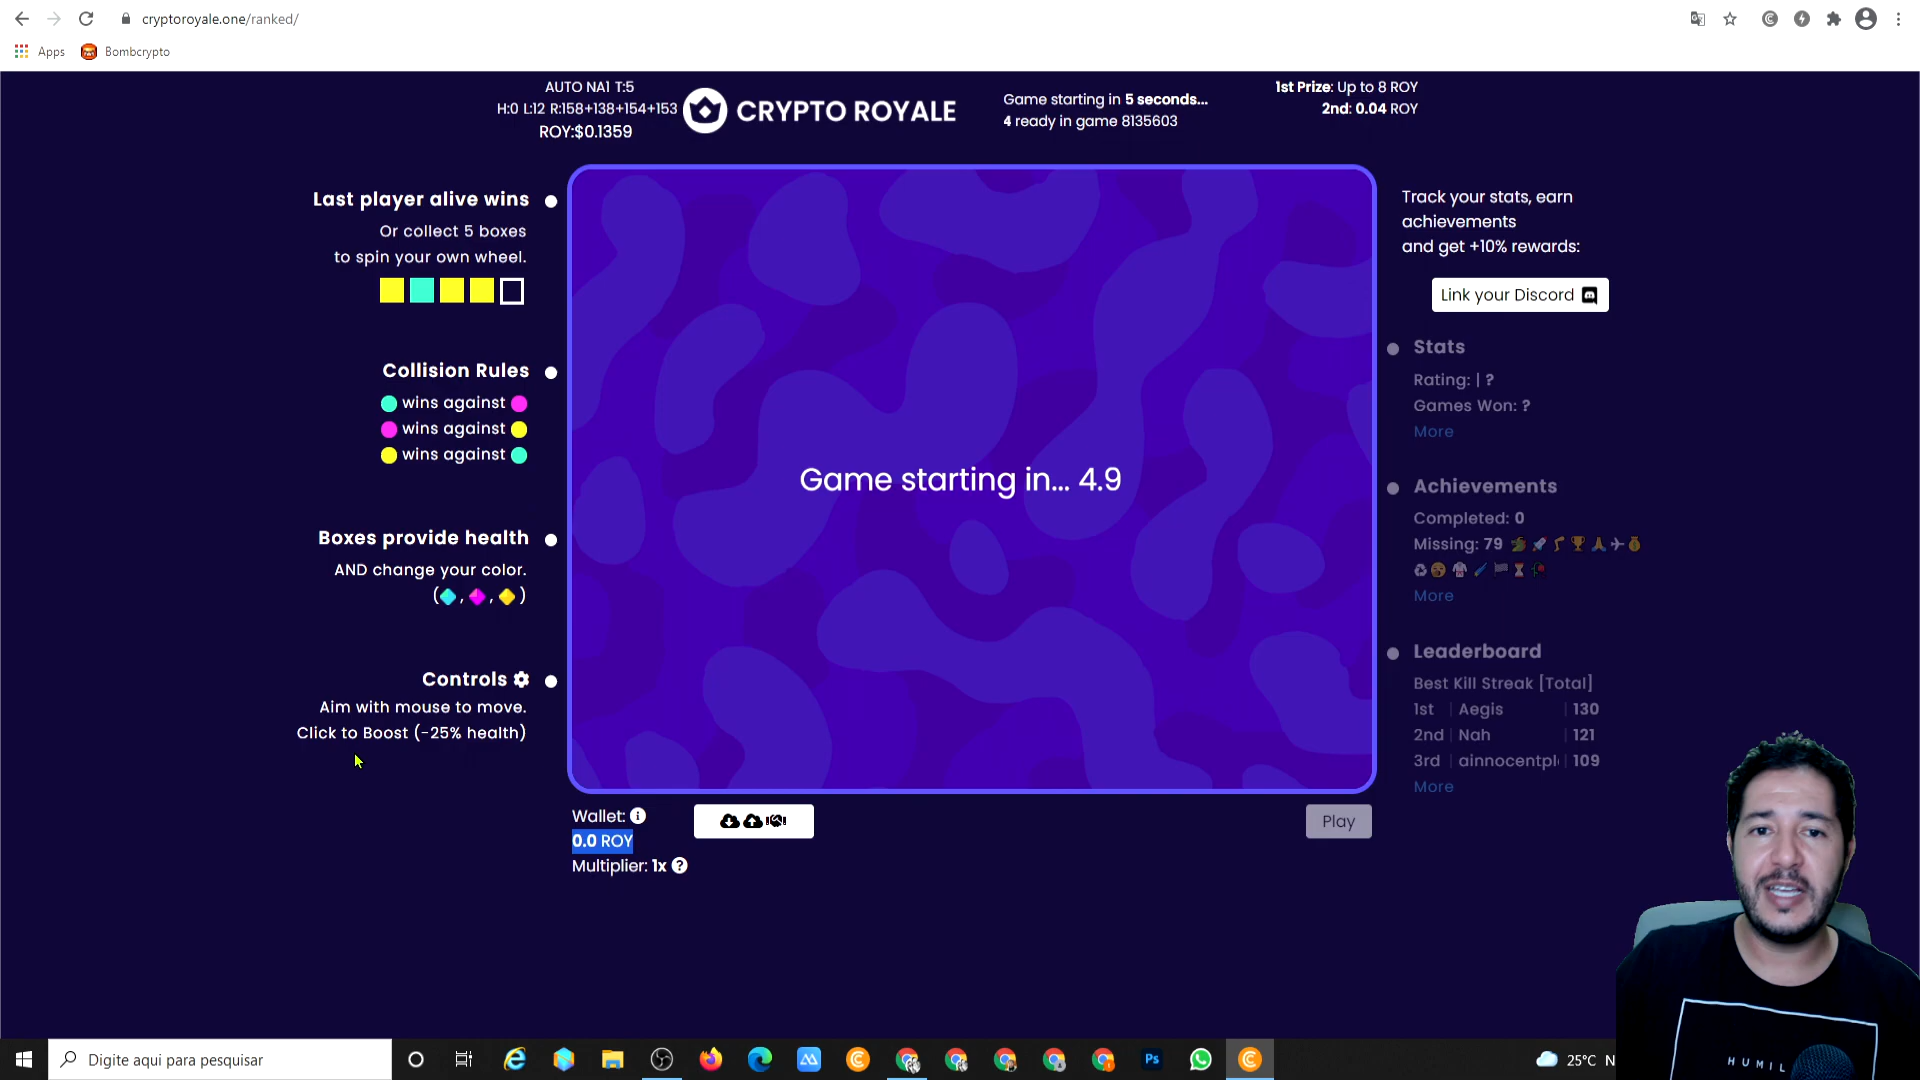 cryptoroyale.one/ranked/
Apps
Bombcrypto
AUTO NA1 T:5
H:0 L:12 R:158+138+154+153
ROY:$0.1359
CRYPTO ROYALE
Game starting in 5 seconds...
4 ready in game 8135603
1st Prize: Up to 8 ROY
2nd: 0.04 ROY
Last player alive wins
Or collect 5 boxes
to spin your own wheel.
Collision Rules
wins against
wins against
wins against
Boxes provide health
AND change your color.
( , , )
Controls
Aim with mouse to move.
Click to Boost (-25% health)
Game starting in... 4.9
Wallet:
0.0 ROY
Multiplier: 1x ?
Play
Track your stats, earn
achievements
and get +10% rewards:
Link your Discord
Stats
Rating: | ?
Games Won: ?
More
Achievements
Completed: 0
Missing: 79
More
Leaderboard
Best Kill Streak [Total]
1st | Aegis | 130
2nd | Nah | 121
3rd | ainnocentpl | 109
More
HUMIL
Digite aqui para pesquisar
Ps
25°C N